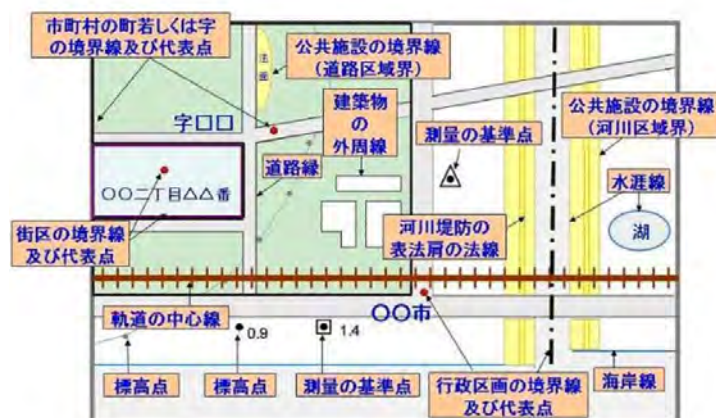 市町村の町若しくは字
の境界線及び代表点
公共施設の境界線
(道路区域界)
法面
建築物
の
外周線
公共施設の境界線
(河川区域界)
字口口
測量の基準点
道路縁
水涯線
〇〇二丁目△△番
湖
街区の境界線
及び代表点
河川堤防の
表法肩の法線
軌道の中心線
〇〇市
0.9
1.4
標高点
標高点
測量の基準点
行政区画の境界線
及び代表点
海岸線